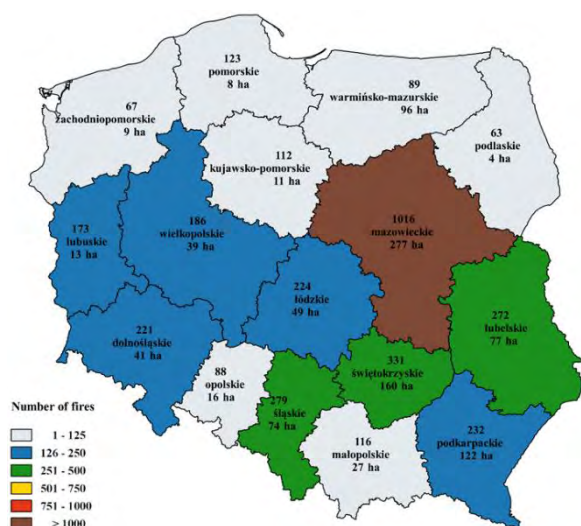 123
pomorskie
8 ha
89
warmińsko-mazurskie
96 ha
67
zachodniopomorskie
9 ha
63
podlaskie
4 ha
112
kujawsko-pomorskie
11 ha
1016
mazowieckie
277 ha
173
lubuskie
13 ha
186
wielkopolskie
39 ha
224
łódzkie
49 ha
272
lubelskie
77 ha
221
dolnośląskie
41 ha
331
świętokrzyskie
160 ha
88
opolskie
16 ha
279
śląskie
74 ha
232
podkarpackie
122 ha
116
małopolskie
27 ha
Number of fires
1 - 125
126 - 250
251 - 500
501 - 750
751 - 1000
> 1000